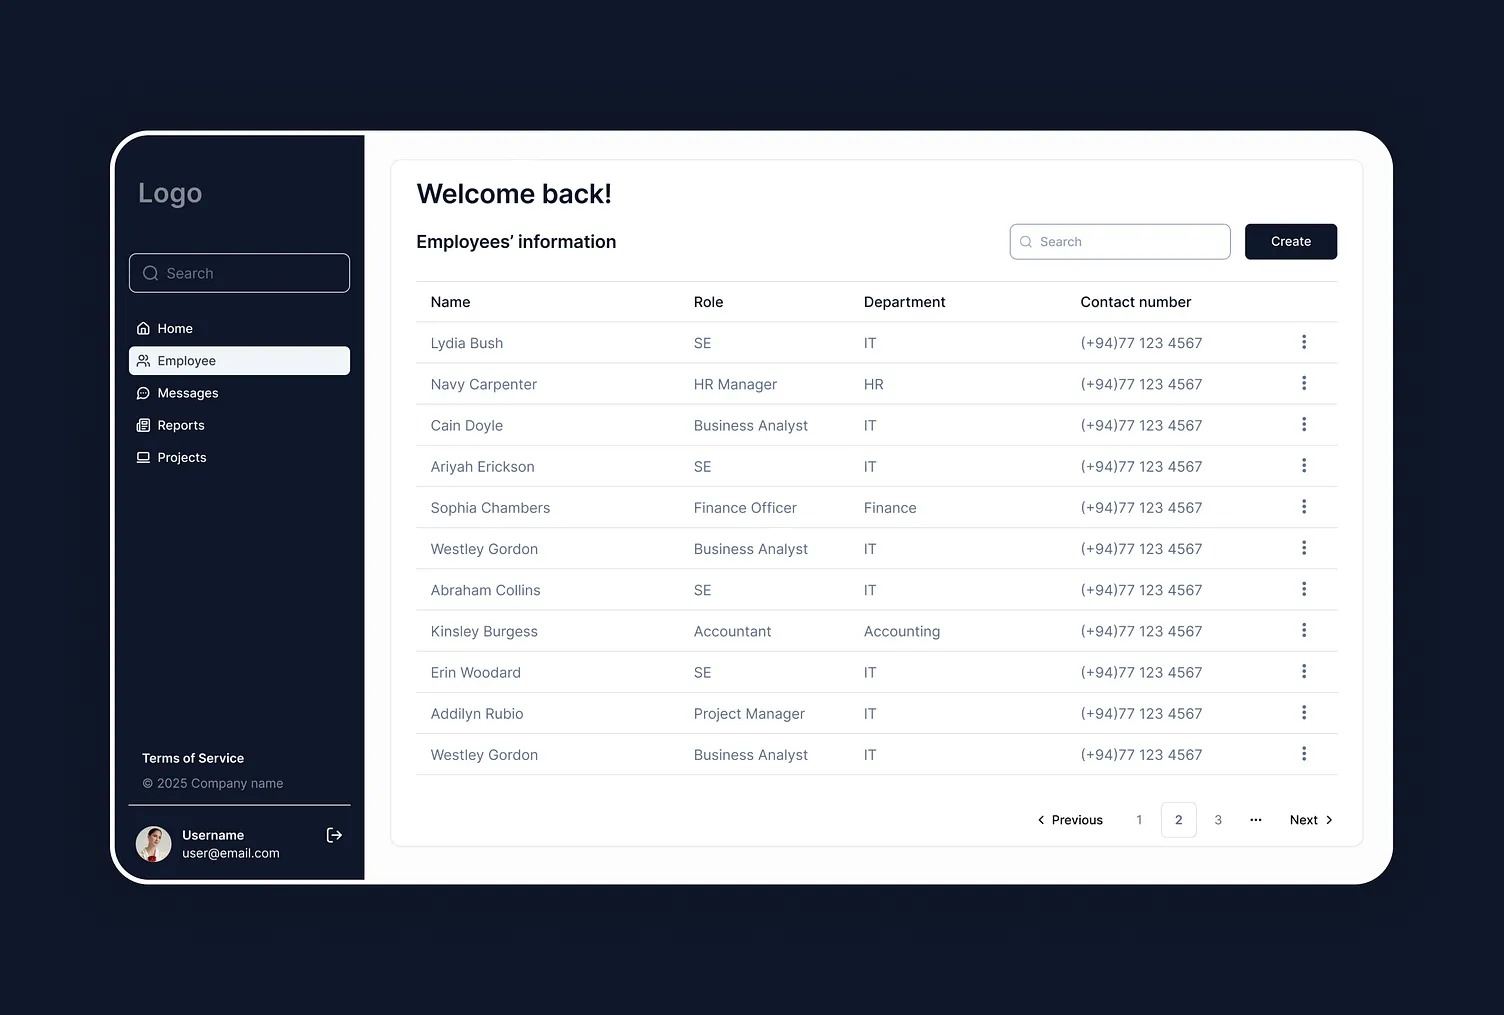 Logo
Search
Home
Employee
Messages
Reports
Projects
Terms of Service
© 2025 Company name
Username
user@email.com
Welcome back!
Employees’ information
Search
Create
Name Role Department Contact number
Lydia Bush SE IT (+94)77 123 4567
Navy Carpenter HR Manager HR (+94)77 123 4567
Cain Doyle Business Analyst IT (+94)77 123 4567
Ariyah Erickson SE IT (+94)77 123 4567
Sophia Chambers Finance Officer Finance (+94)77 123 4567
Westley Gordon Business Analyst IT (+94)77 123 4567
Abraham Collins SE IT (+94)77 123 4567
Kinsley Burgess Accountant Accounting (+94)77 123 4567
Erin Woodard SE IT (+94)77 123 4567
Addilyn Rubio Project Manager IT (+94)77 123 4567
Westley Gordon Business Analyst IT (+94)77 123 4567
Previous 1 2 3 ••• Next